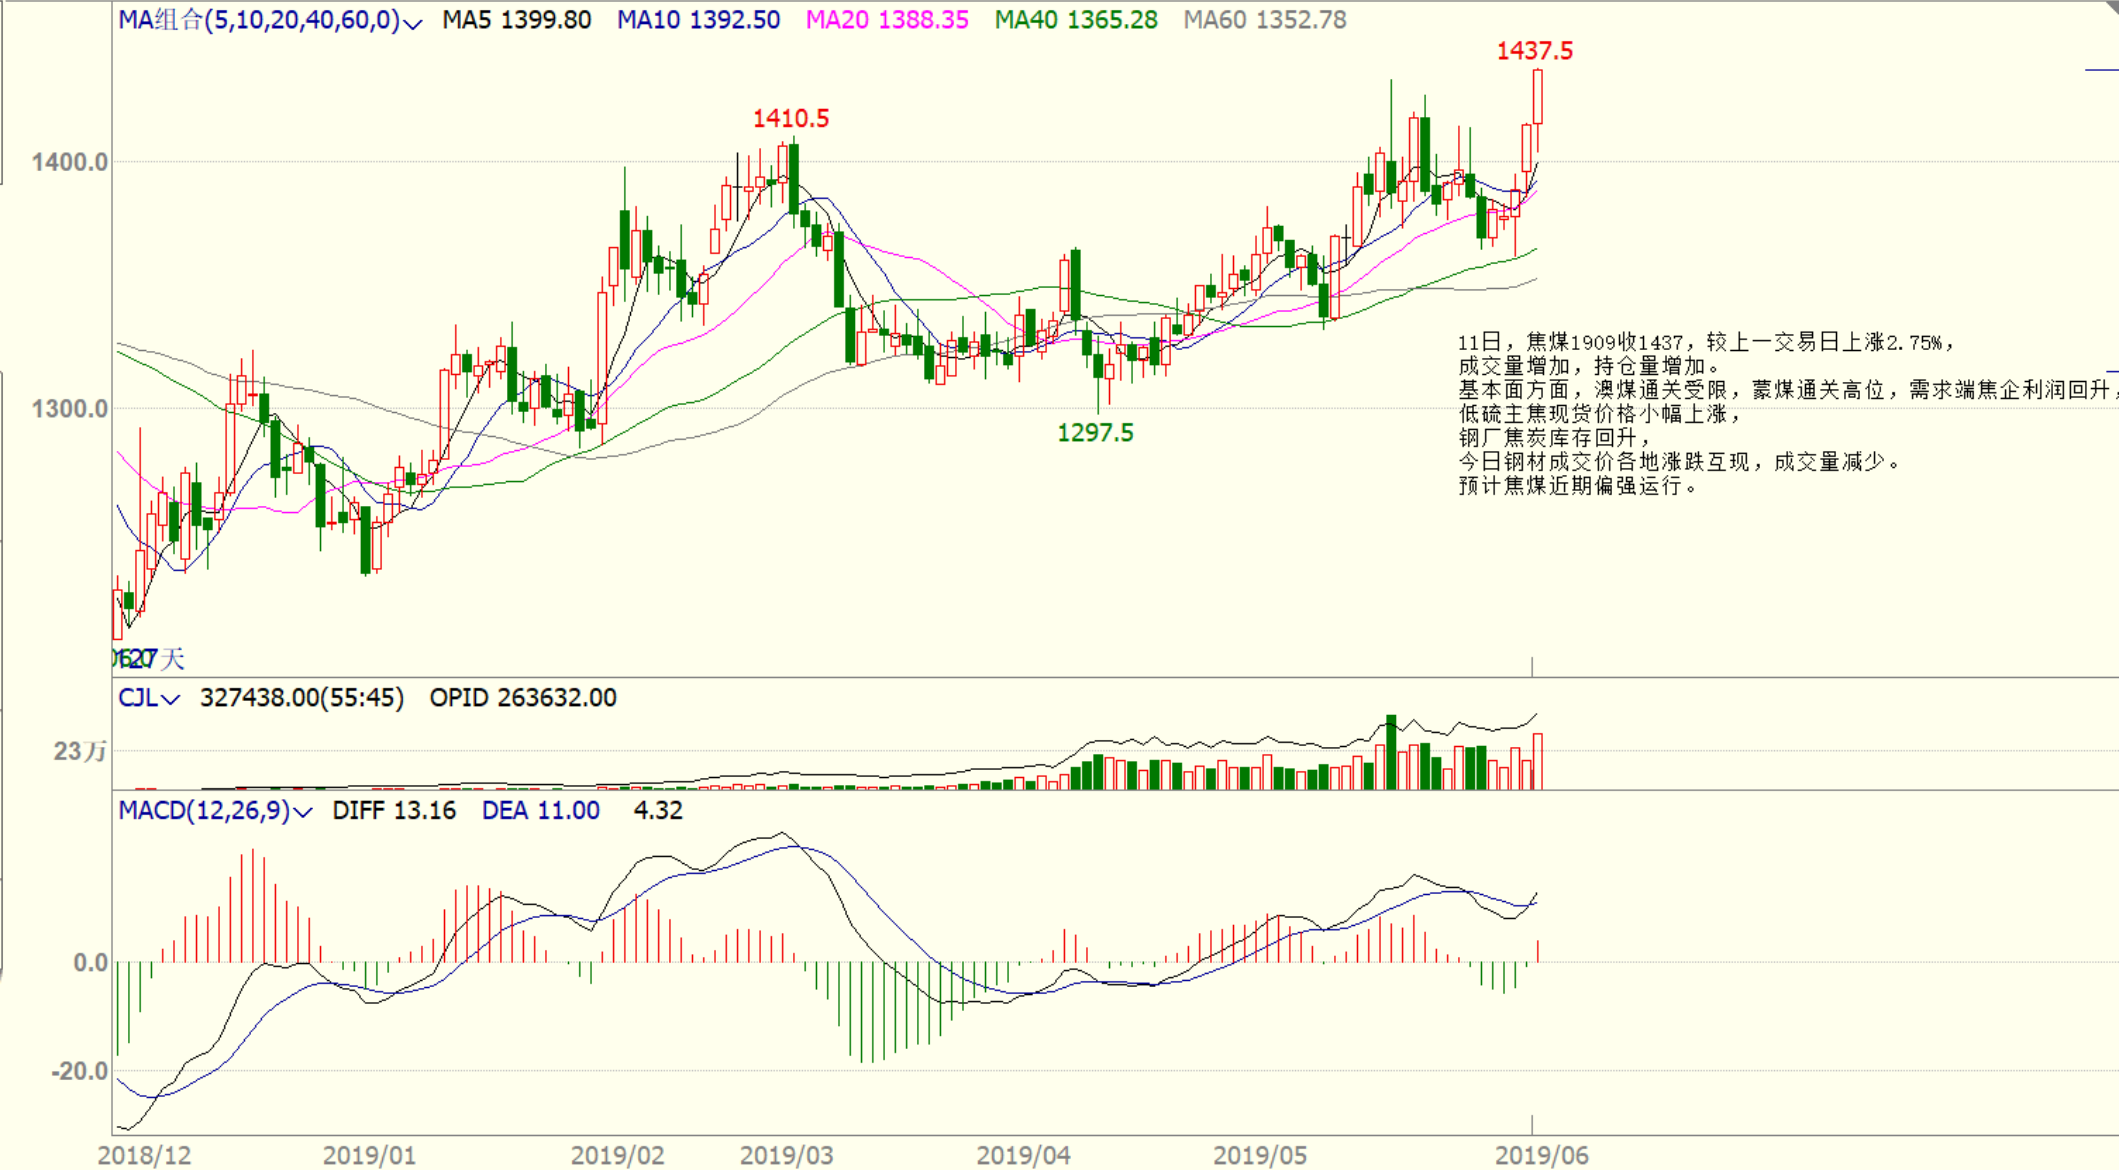 MA组合(5,10,20,40,60,0) MA5 1399.80 MA10 1392.50 MA20 1388.35 MA40 1365.28 MA60 1352.78
1437.5
1410.5
1400.0
11日，焦煤1909收1437，较上一交易日上涨2.75%，
成交量增加，持仓量增加。
基本面方面，澳煤通关受限，蒙煤通关高位，需求端焦企利润回升，
低硫主焦现货价格小幅上涨，
钢厂焦炭库存回升，
今日钢材成交价各地涨跌互现，成交量减少。
预计焦煤近期偏强运行。
1300.0
1297.5
127天
CJL 327438.00(55:45) OPID 263632.00
23万
MACD(12,26,9) DIFF 13.16 DEA 11.00 4.32
0.0
-20.0
2018/12 2019/01 2019/02 2019/03 2019/04 2019/05 2019/06